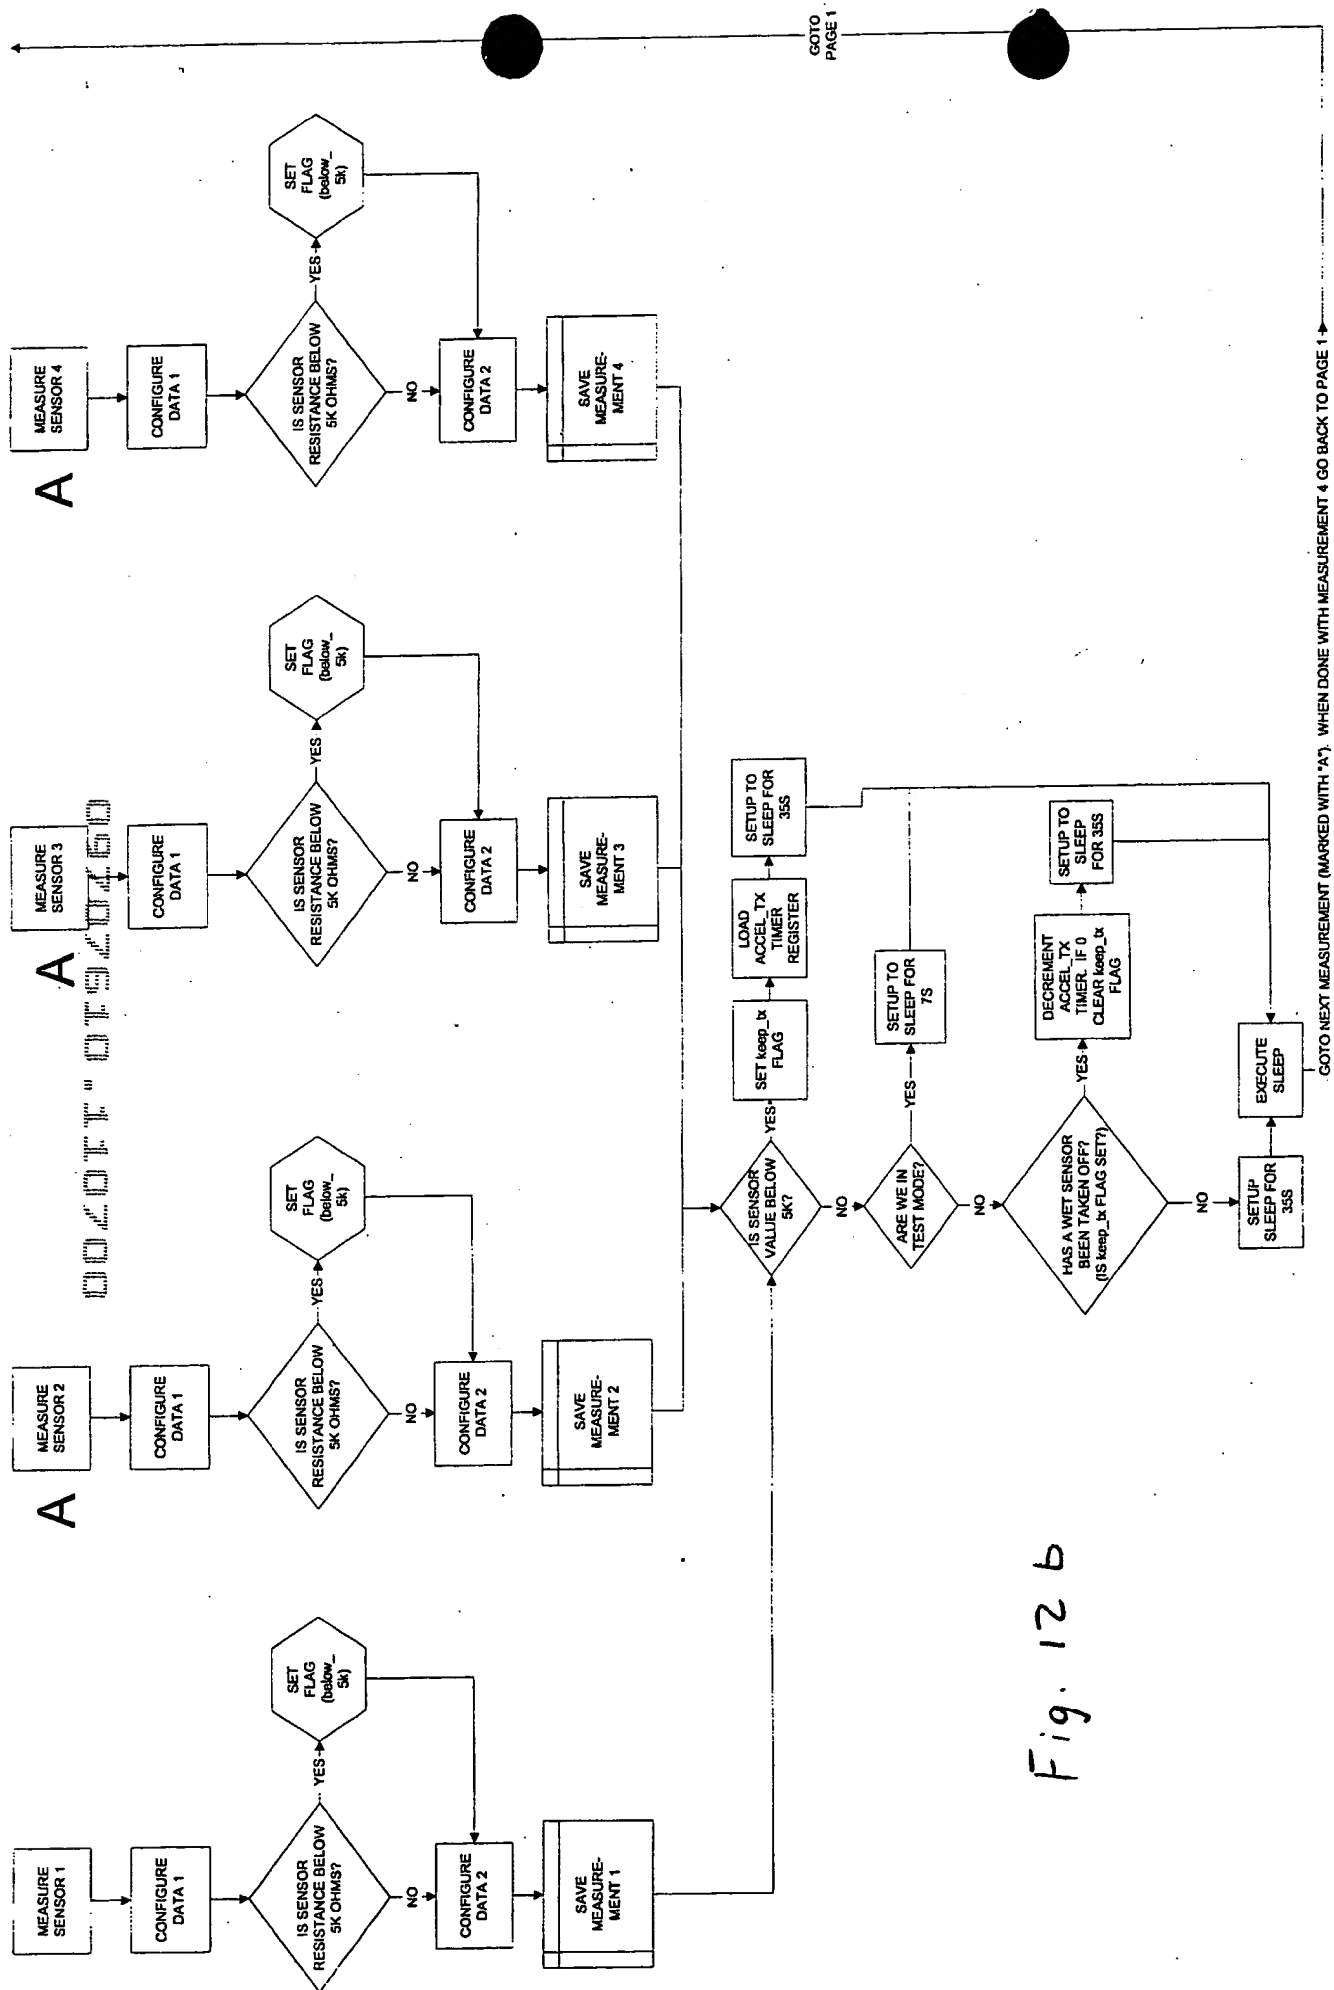 MEASURE
SENSOR 1
CONFIGURE
DATA 1
IS SENSOR
RESISTANCE BELOW
5K OHMS?
YES
SET
FLAG
(below_
5k)
NO
CONFIGURE
DATA 2
SAVE
MEASURE-
MENT 1
A
MEASURE
SENSOR 2
CONFIGURE
DATA 1
IS SENSOR
RESISTANCE BELOW
5K OHMS?
YES
SET
FLAG
(below_
5k)
NO
CONFIGURE
DATA 2
SAVE
MEASURE-
MENT 2
A
MEASURE
SENSOR 3
CONFIGURE
DATA 1
IS SENSOR
RESISTANCE BELOW
5K OHMS?
YES
SET
FLAG
(below_
5k)
NO
CONFIGURE
DATA 2
SAVE
MEASURE-
MENT 3
A
MEASURE
SENSOR 4
CONFIGURE
DATA 1
IS SENSOR
RESISTANCE BELOW
5K OHMS?
YES
SET
FLAG
(below_
5k)
NO
CONFIGURE
DATA 2
SAVE
MEASURE-
MENT 4
IS SENSOR
VALUE BELOW
5K?
YES
SET keep_tx
FLAG
LOAD
ACCEL_TX
TIMER
REGISTER
SETUP TO
SLEEP FOR
35S
NO
ARE WE IN
TEST MODE?
YES
SETUP TO
SLEEP FOR
7S
NO
HAS A WET SENSOR
BEEN TAKEN OFF?
(IS keep_tx FLAG SET?)
YES
DECREMENT
ACCEL_TX
TIMER. IF 0
CLEAR keep_tx
FLAG
SETUP TO
SLEEP
FOR 35S
NO
SETUP
SLEEP FOR
35S
EXECUTE
SLEEP
GOTO NEXT MEASUREMENT (MARKED WITH "A"). WHEN DONE WITH MEASUREMENT 4 GO BACK TO PAGE 1
GOTO
PAGE 1
Fig. 12 b